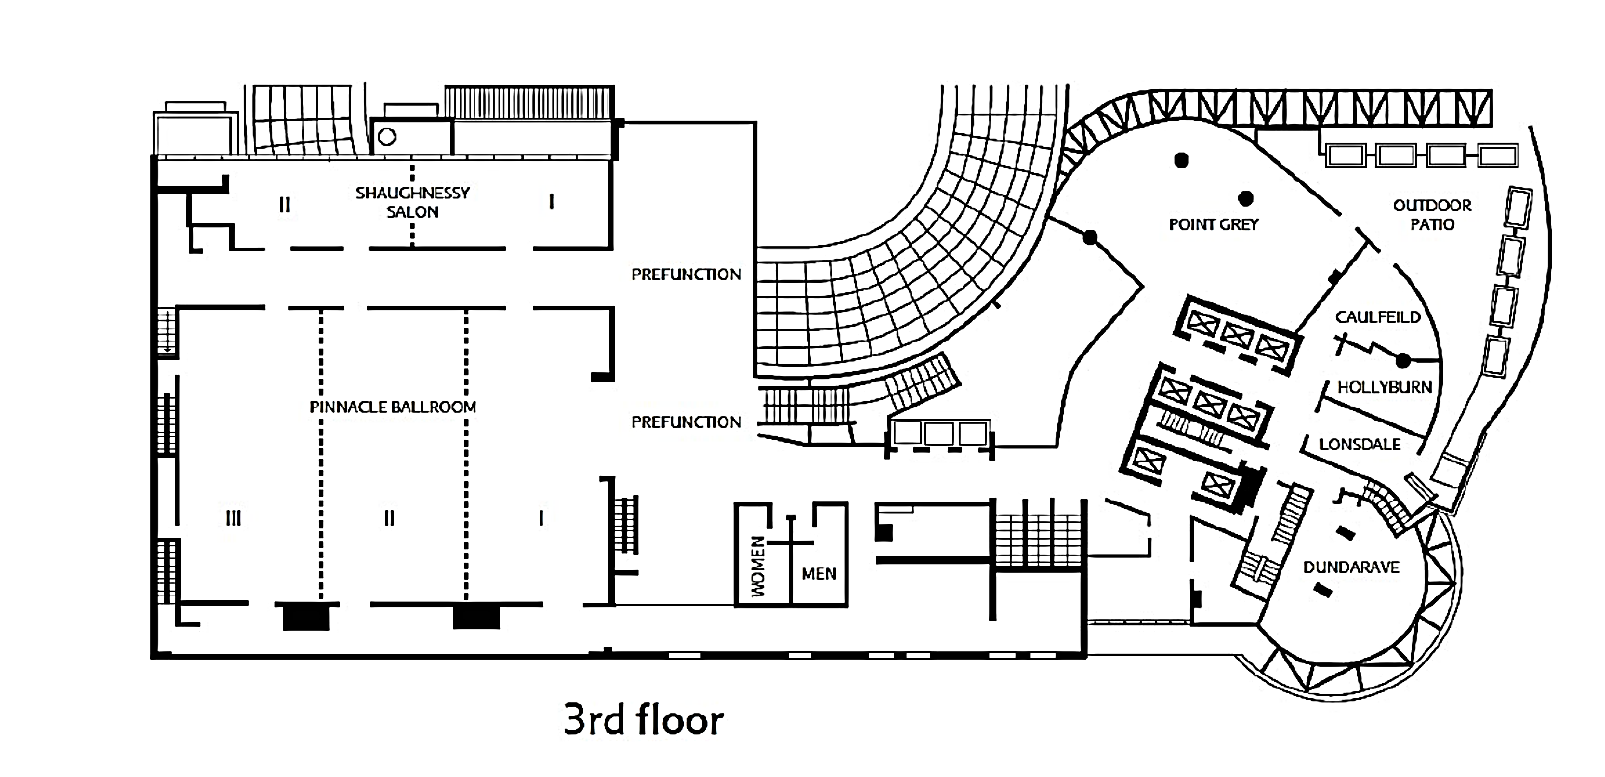 SHAUGHNESSY
SALON
II
I
PREFUNCTION
PINNACLE BALLROOM
PREFUNCTION
III
II
I
WOMEN
MEN
POINT GREY
OUTDOOR
PATIO
CAULFEILD
HOLLYBURN
LONSDALE
DUNDARAVE
3rd floor